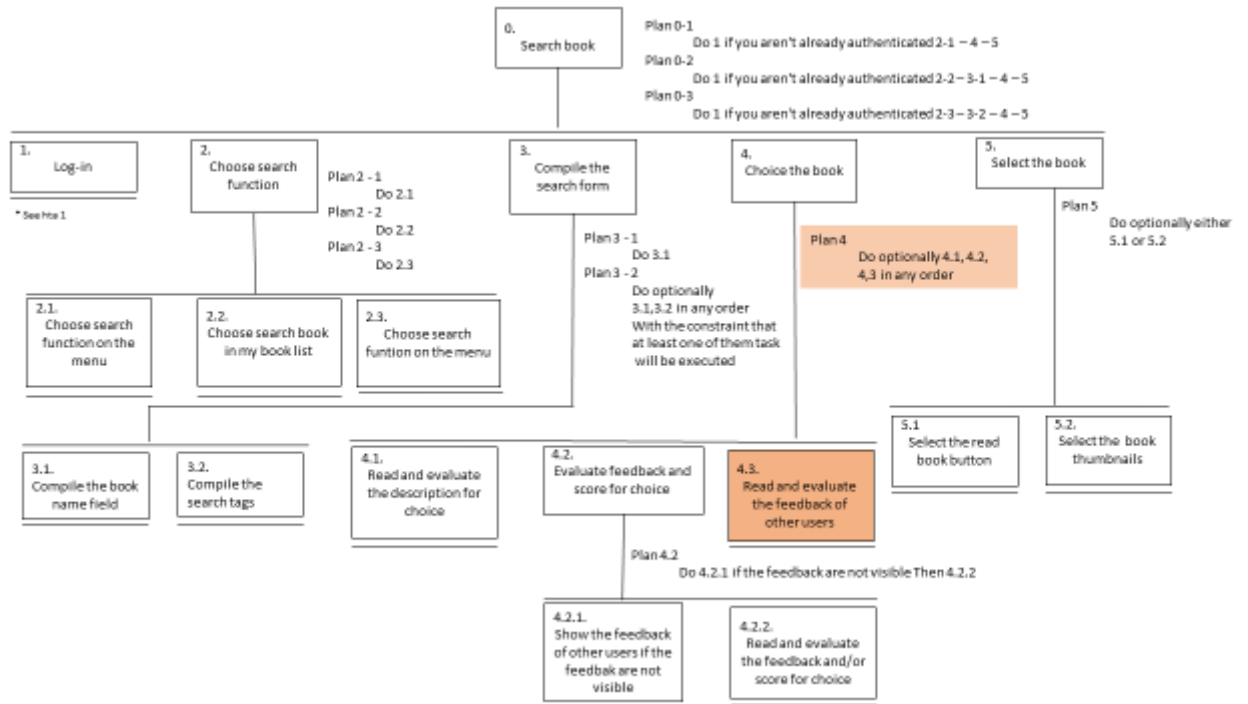 0.
Search book
Plan 0-1
Do 1 if you aren't already authenticated 2-1 – 4 – 5
Plan 0-2
Do 1 if you aren't already authenticated 2-2 – 3-1 – 4 – 5
Plan 0-3
Do 1 if you aren't already authenticated 2-3 – 3-2 – 4 – 5
1.
Log-in
* See hta 1
2.
Choose search
function
Plan 2 - 1
Do 2.1
Plan 2 - 2
Do 2.2
Plan 2 - 3
Do 2.3
3.
Compile the
search form
Plan 3 - 1
Do 3.1
Plan 3 - 2
Do optionally
3.1,3.2 in any order
With the constraint that
at least one of them task
will be executed
4.
Choice the book
Plan 4
Do optionally 4.1, 4.2,
4,3 in any order
5.
Select the book
Plan 5
Do optionally either
5.1 or 5.2
2.1.
Choose search
function on the
menu
2.2.
Choose search book
in my book list
2.3.
Choose search
funtion on the menu
3.1.
Compile the book
name field
3.2.
Compile the
search tags
4.1.
Read and evaluate
the description for
choice
4.2.
Evaluate feedback and
score for choice
4.3.
Read and evaluate
the feedback of
other users
5.1
Select the read
book button
5.2.
Select the book
thumbnails
Plan 4.2
Do 4.2.1 if the feedback are not visible Then 4.2.2
4.2.1.
Show the feedback
of other users if the
feedbak are not
visible
4.2.2.
Read and evaluate
the feedback and/or
score for choice